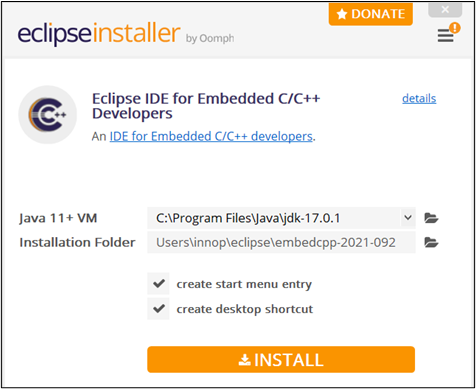 DONATE
eclipseinstaller by Oomph
!
C++
Eclipse IDE for Embedded C/C++
Developers
details
An IDE for Embedded C/C++ developers.
Java 11+ VM C:\Program Files\Java\jdk-17.0.1
Installation Folder Users\innop\eclipse\embedcpp-2021-092
create start menu entry
create desktop shortcut
INSTALL